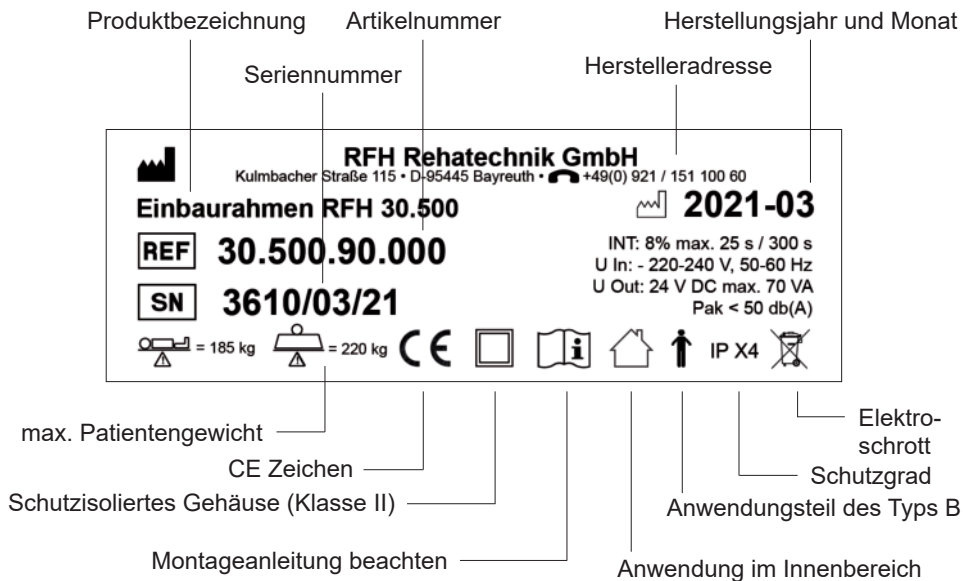 Produktbezeichnung Artikelnummer Herstellungsjahr und Monat
Seriennummer Herstelleradresse
RFH Rehatechnik GmbH
Kulmbacher Straße 115 • D-95445 Bayreuth • +49(0) 921 / 151 100 60
Einbaurahmen RFH 30.500
2021-03
REF 30.500.90.000
SN 3610/03/21
INT: 8% max. 25 s / 300 s
U In: - 220-240 V, 50-60 Hz
U Out: 24 V DC max. 70 VA
Pak < 50 db(A)
= 185 kg = 220 kg CE i IP X4
max. Patientengewicht
CE Zeichen
Schutzisoliertes Gehäuse (Klasse II)
Montageanleitung beachten
Elektro-
schrott
Schutzgrad
Anwendungsteil des Typs B
Anwendung im Innenbereich